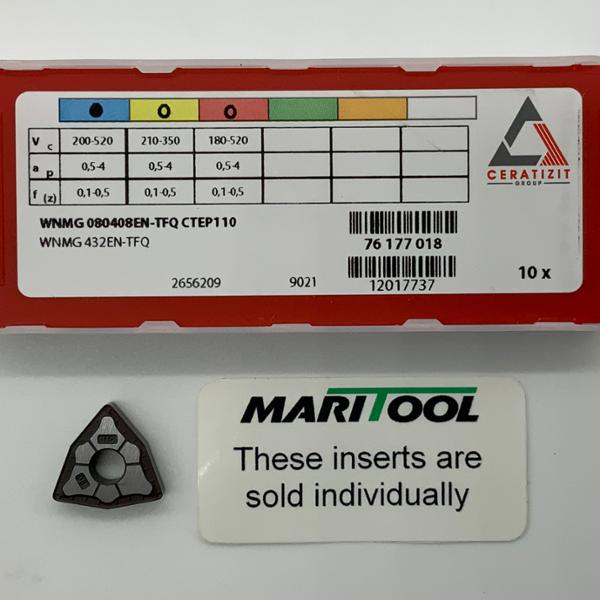 V c 200-520 210-350 180-520
a p 0,5-4 0,5-4 0,5-4
f (z) 0,1-0,5 0,1-0,5 0,1-0,5
CERATIZIT
GROUP
WNMG 080408EN-TFQ CTEP110
WNMG 432EN-TFQ
76 177 018
2656209 9021 12017737
10 x
MARITOOL
These inserts are
sold individually